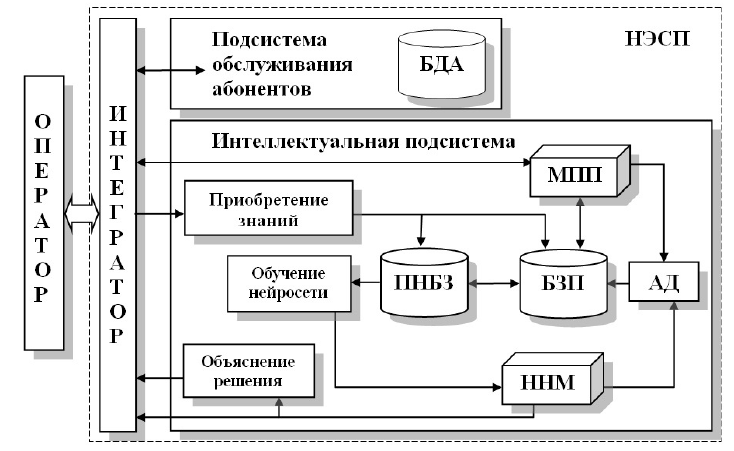 НЭСП
Подсистема
обслуживания
абонентов
БДА
ОПЕРАТОР
ИНТЕГРАТОР
Интеллектуальная подсистема
МПП
Приобретение
знаний
Обучение
нейросети
ПНБЗ
БЗП
АД
Объяснение
решения
ННМ